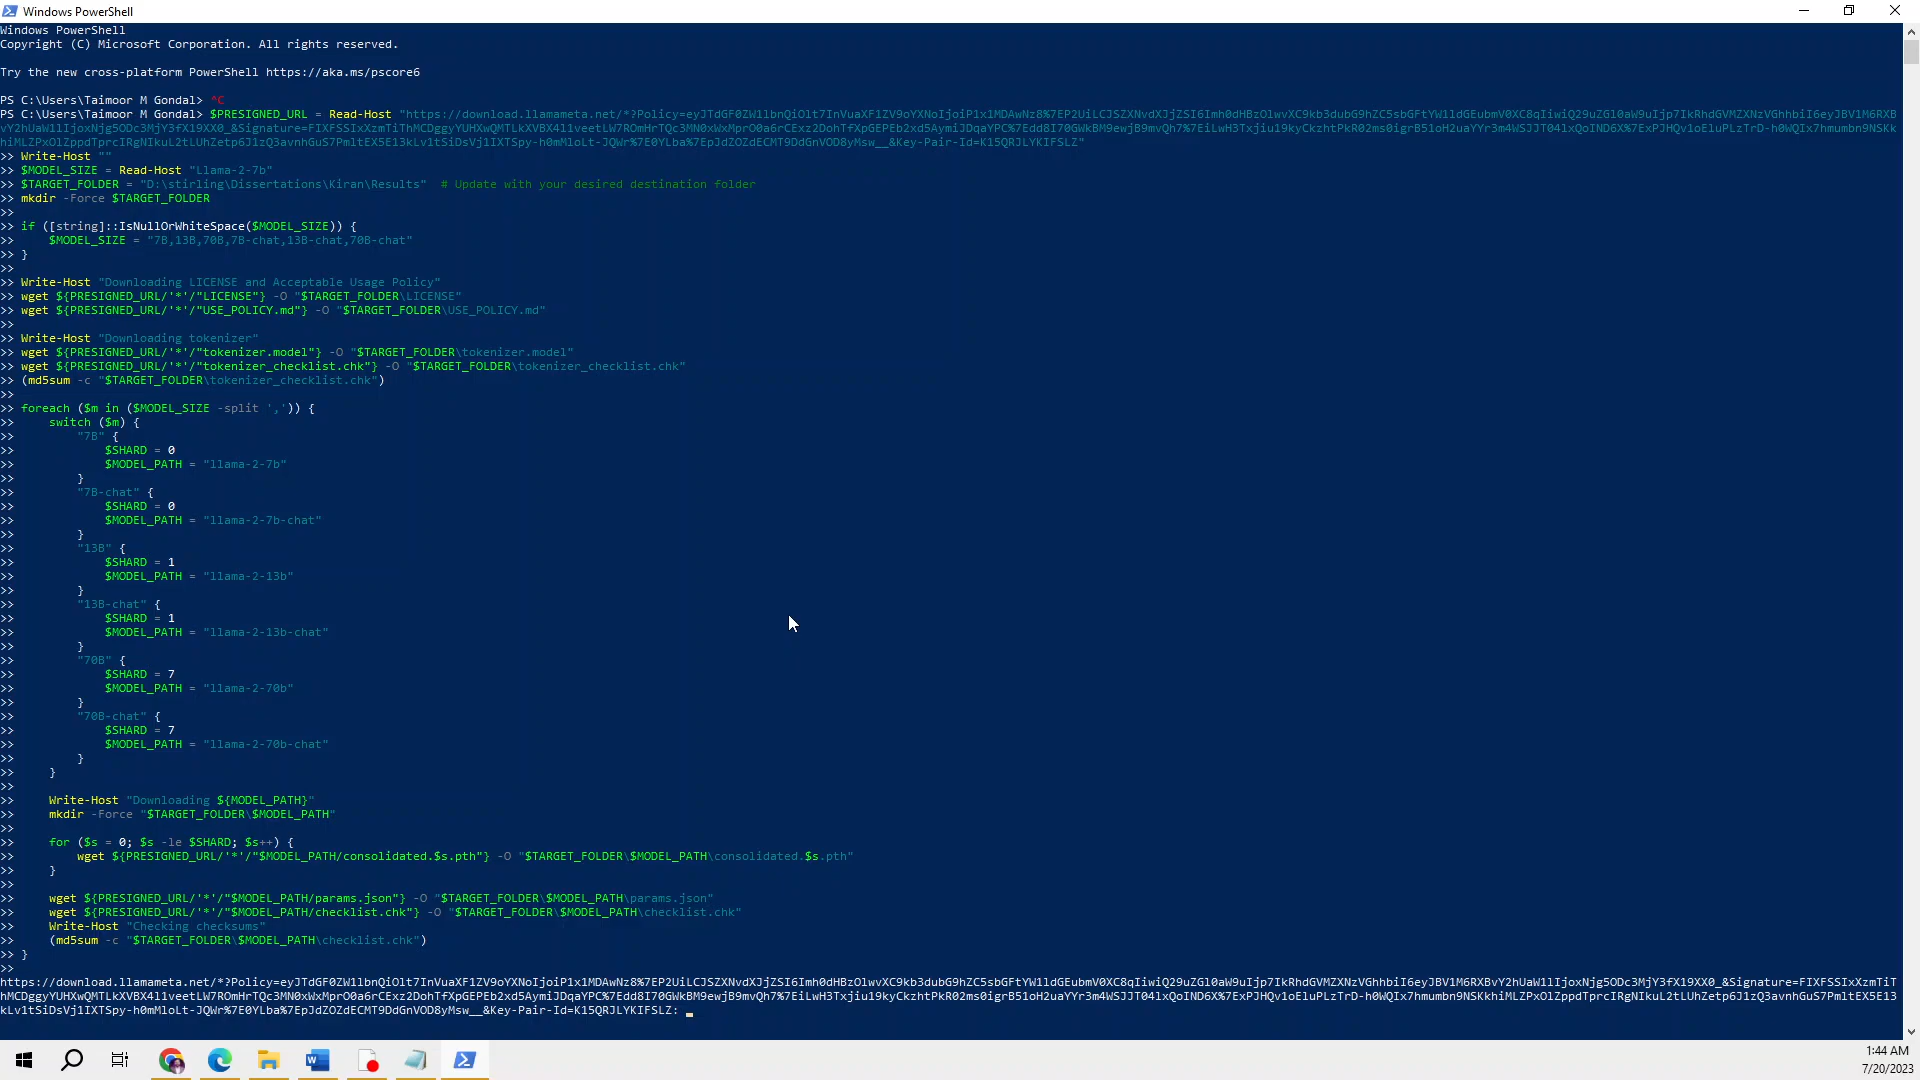 Windows PowerShell
Windows PowerShell
Copyright (C) Microsoft Corporation. All rights reserved.
Try the new cross-platform PowerShell https://aka.ms/pscore6
PS C:\Users\Taimoor M Gondal> ^C
PS C:\Users\Taimoor M Gondal> $PRESIGNED_URL = Read-Host "https://download.llamameta.net/*?Policy=
>> Write-Host ""
>> $MODEL_SIZE = Read-Host "Llama-2-7b"
>> $TARGET_FOLDER = "D:\stirling\Dissertations\Kiran\Results"  # Update with your desired destination folder
>> mkdir -Force $TARGET_FOLDER
>>
>> if ([string]::IsNullOrWhiteSpace($MODEL_SIZE)) {
>>     $MODEL_SIZE = "7B,13B,70B,7B-chat,13B-chat,70B-chat"
>> }
>>
>> Write-Host "Downloading LICENSE and Acceptable Usage Policy"
>> wget ${PRESIGNED_URL/'*'/"LICENSE"} -O "$TARGET_FOLDER\LICENSE"
>> wget ${PRESIGNED_URL/'*'/"USE_POLICY.md"} -O "$TARGET_FOLDER\USE_POLICY.md"
>>
>> Write-Host "Downloading tokenizer"
>> wget ${PRESIGNED_URL/'*'/"tokenizer.model"} -O "$TARGET_FOLDER\tokenizer.model"
>> wget ${PRESIGNED_URL/'*'/"tokenizer_checklist.chk"} -O "$TARGET_FOLDER\tokenizer_checklist.chk"
>> (md5sum -c "$TARGET_FOLDER\tokenizer_checklist.chk")
>>
>> foreach ($m in ($MODEL_SIZE -split ',')) {
>>     switch ($m) {
>>         "7B" {
>>             $SHARD = 0
>>             $MODEL_PATH = "llama-2-7b"
>>         }
>>         "7B-chat" {
>>             $SHARD = 0
>>             $MODEL_PATH = "llama-2-7b-chat"
>>         }
>>         "13B" {
>>             $SHARD = 1
>>             $MODEL_PATH = "llama-2-13b"
>>         }
>>         "13B-chat" {
>>             $SHARD = 1
>>             $MODEL_PATH = "llama-2-13b-chat"
>>         }
>>         "70B" {
>>             $SHARD = 7
>>             $MODEL_PATH = "llama-2-70b"
>>         }
>>         "70B-chat" {
>>             $SHARD = 7
>>             $MODEL_PATH = "llama-2-70b-chat"
>>         }
>>     }
>>
>>     Write-Host "Downloading ${MODEL_PATH}"
>>     mkdir -Force "$TARGET_FOLDER\$MODEL_PATH"
>>
>>     for ($s = 0; $s -le $SHARD; $s++) {
>>         wget ${PRESIGNED_URL/'*'/"$MODEL_PATH/consolidated.$s.pth"} -O "$TARGET_FOLDER\$MODEL_PATH\consolidated.$s.pth"
>>     }
>>
>>     wget ${PRESIGNED_URL/'*'/"$MODEL_PATH/params.json"} -O "$TARGET_FOLDER\$MODEL_PATH\params.json"
>>     wget ${PRESIGNED_URL/'*'/"$MODEL_PATH/checklist.chk"} -O "$TARGET_FOLDER\$MODEL_PATH\checklist.chk"
>>     Write-Host "Checking checksums"
>>     (md5sum -c "$TARGET_FOLDER\$MODEL_PATH\checklist.chk")
>> }
>>
https://download.llamameta.net/*?Policy=
&Key-Pair-Id=K15QRJLYKIFSLZ:
1:44 AM
7/20/2023